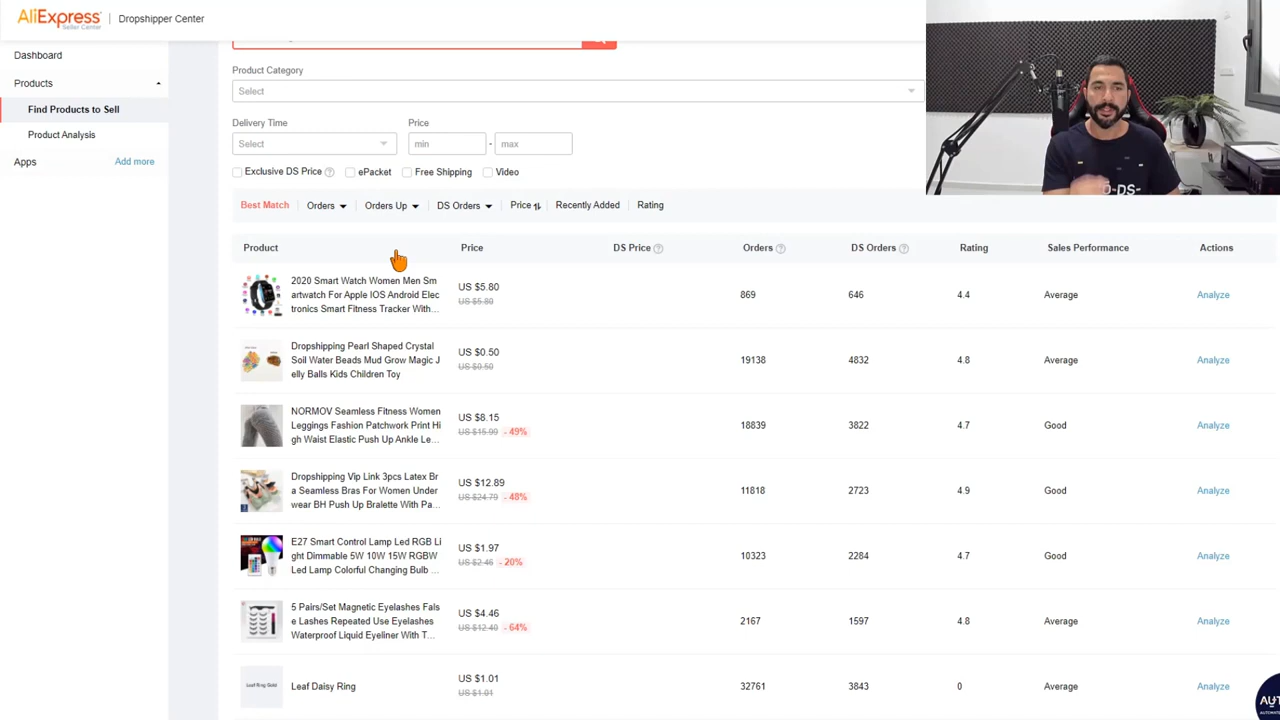 AliExpress
Seller Center
Dropshipper Center
Dashboard
Products
Find Products to Sell
Product Analysis
Apps
Add more
Product Category
Select
Delivery Time
Price
Select
min
-
max
Exclusive DS Price
ePacket
Free Shipping
Video
Best Match
Orders
Orders Up
DS Orders
Price
Recently Added
Rating
Product
Price
DS Price
Orders
DS Orders
Rating
Sales Performance
Actions
2020 Smart Watch Women Men Sm
artwatch For Apple IOS Android Elec
tronics Smart Fitness Tracker With...
US $5.80
US $5.80
869
646
4.4
Average
Analyze
Dropshipping Pearl Shaped Crystal
Soil Water Beads Mud Grow Magic J
elly Balls Kids Children Toy
US $0.50
US $0.50
19138
4832
4.8
Average
Analyze
NORMOV Seamless Fitness Women
Leggings Fashion Patchwork Print Hi
gh Waist Elastic Push Up Ankle Le...
US $8.15
US $15.99 - 49%
18839
3822
4.7
Good
Analyze
Dropshipping Vip Link 3pcs Latex Br
a Seamless Bras For Women Under
wear BH Push Up Bralette With Pa...
US $12.89
US $24.79 - 48%
11818
2723
4.9
Good
Analyze
E27 Smart Control Lamp Led RGB Li
ght Dimmable 5W 10W 15W RGBW
Led Lamp Colorful Changing Bulb ...
US $1.97
US $2.46 - 20%
10323
2284
4.7
Good
Analyze
5 Pairs/Set Magnetic Eyelashes Fals
e Lashes Repeated Use Eyelashes
Waterproof Liquid Eyeliner With T...
US $4.46
US $12.40 - 64%
2167
1597
4.8
Average
Analyze
Leaf Ring Gold
Leaf Daisy Ring
US $1.01
US $1.01
32761
3843
0
Average
Analyze